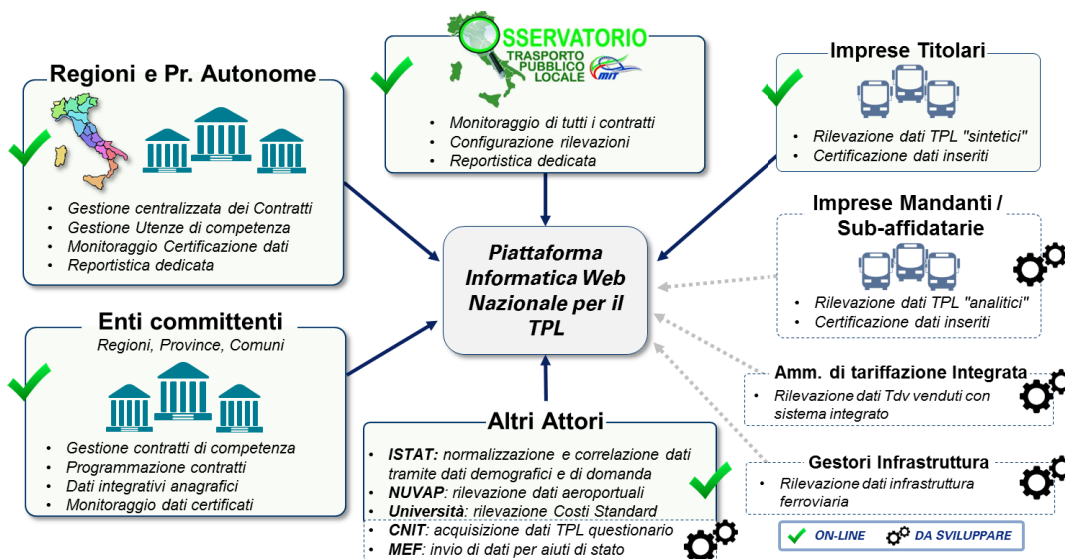 Regioni e Pr. Autonome
• Gestione centralizzata dei Contratti
• Gestione Utenze di competenza
• Monitoraggio Certificazione dati
• Reportistica dedicata
OSSERVATORIO
TRASPORTO
PUBBLICO
LOCALE
MIT
• Monitoraggio di tutti i contratti
• Configurazione rilevazioni
• Reportistica dedicata
Imprese Titolari
• Rilevazione dati TPL "sintetici"
• Certificazione dati inseriti
Imprese Mandanti /
Sub-affidatarie
• Rilevazione dati TPL "analitici"
• Certificazione dati inseriti
Piattaforma
Informatica Web
Nazionale per il
TPL
Enti committenti
Regioni, Province, Comuni
• Gestione contratti di competenza
• Programmazione contratti
• Dati integrativi anagrafici
• Monitoraggio dati certificati
Altri Attori
• ISTAT: normalizzazione e correlazione dati
tramite dati demografici e di domanda
• NUVAP: rilevazione dati aeroportuali
• Università: rilevazione Costi Standard
• CNIT: acquisizione dati TPL questionario
• MEF: invio di dati per aiuti di stato
Amm. di tariffazione Integrata
• Rilevazione dati Tdv venduti con
sistema integrato
Gestori Infrastruttura
• Rilevazione dati infrastruttura
ferroviaria
ON-LINE
DA SVILUPPARE